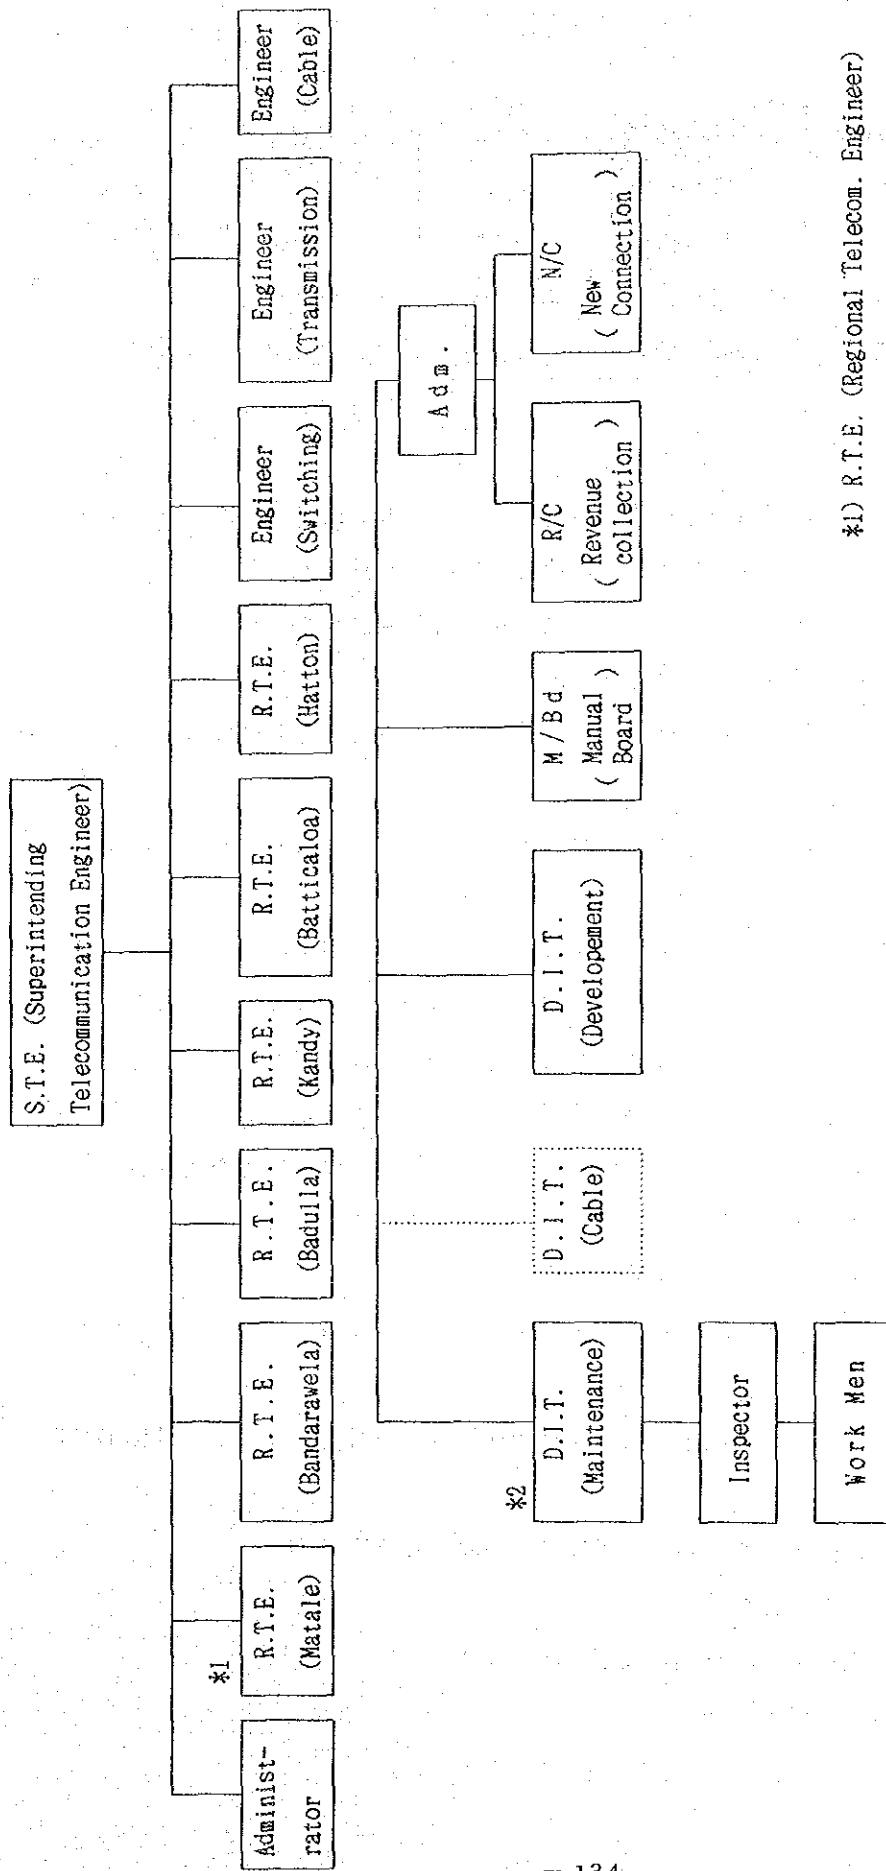 S.T.E. (Superintending
Telecommunication Engineer)
Administ-
rator
*1
R.T.E.
(Matale)
R.T.E.
(Bandarawela)
R.T.E.
(Badulla)
R.T.E.
(Kandy)
R.T.E.
(Batticaloa)
R.T.E.
(Hatton)
Engineer
(Switching)
Engineer
(Transmission)
Engineer
(Cable)
Adm.
*2
D.I.T.
(Maintenance)
D.I.T.
(Cable)
D.I.T.
(Developement)
M/Bd
( Manual
Board )
R/C
( Revenue
collection )
N/C
( New
Connection )
Inspector
Work Men
*1) R.T.E. (Regional Telecom. Engineer)